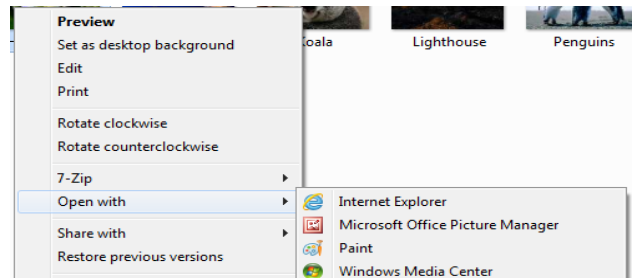 Preview
Set as desktop background
Edit
Print
Rotate clockwise
Rotate counterclockwise
7-Zip
Open with
Share with
Restore previous versions
Lighthouse
Penguins
Internet Explorer
Microsoft Office Picture Manager
Paint
Windows Media Center